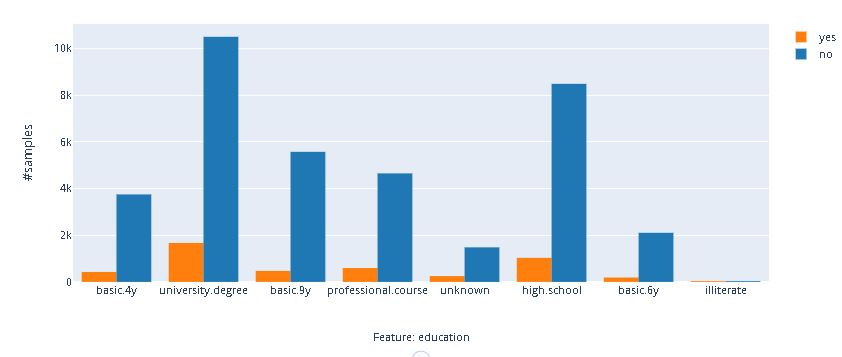 yes
no
#samples
10k
8k
6k
4k
2k
0
basic.4y university.degree basic.9y professional.course unknown high.school basic.6y illiterate
Feature: education